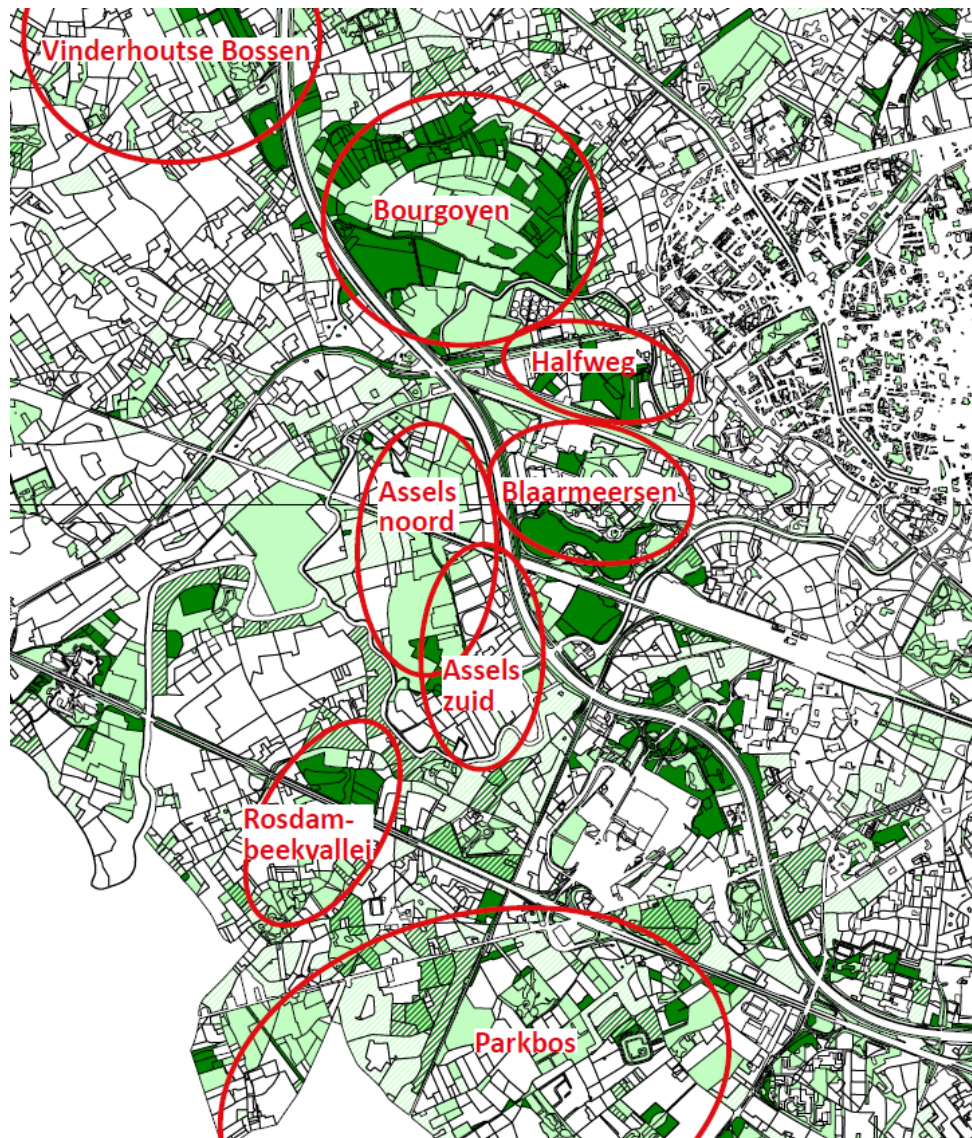 Vinderhoutse Bossen
Bourgoyen
Halfweg
Assels
noord
Blaarmeersen
Assels
zuid
Rosdam-
beekvallei
Parkbos